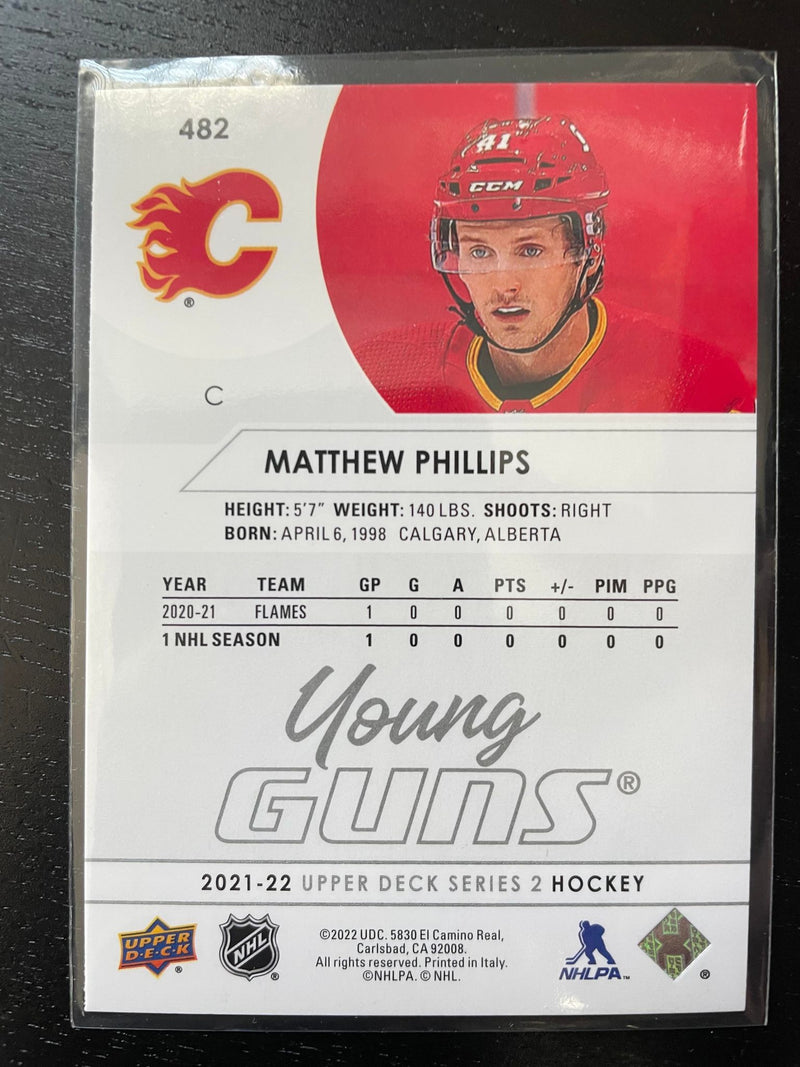 482
C
®
41
CCM
C
MATTHEW PHILLIPS
HEIGHT: 5'7" WEIGHT: 140 LBS. SHOOTS: RIGHT
BORN: APRIL 6, 1998 CALGARY, ALBERTA
YEAR TEAM GP G A PTS +/- PIM PPG
2020-21 FLAMES 1 0 0 0 0 0 0
1 NHL SEASON 1 0 0 0 0 0 0
Young
GUNS®
2021-22 UPPER DECK SERIES 2 HOCKEY
UPPER
D·E·C·K
®
NHL
®
©2022 UDC. 5830 El Camino Real,
Carlsbad, CA 92008.
All rights reserved. Printed in Italy.
©NHLPA. © NHL.
NHLPA™
®